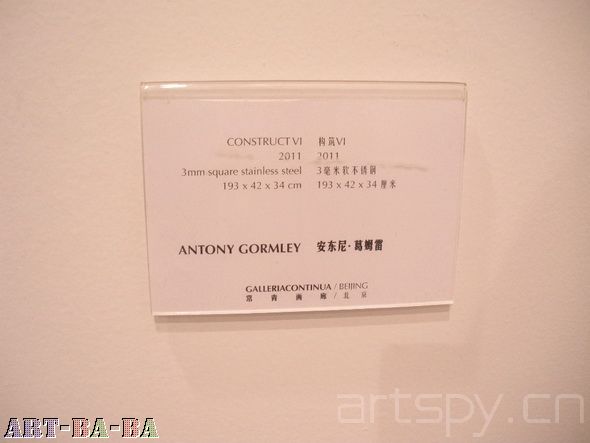 CONSTRUCT VI 构筑VI
2011 2011
3mm square stainless steel 3毫米软不锈钢
193 x 42 x 34 cm 193 x 42 x 34 厘米
ANTONY GORMLEY 安东尼·葛姆雷
GALLERIACONTINUA / BEIJING
常青画廊 / 北京
ART-BA-BA
artspy.cn